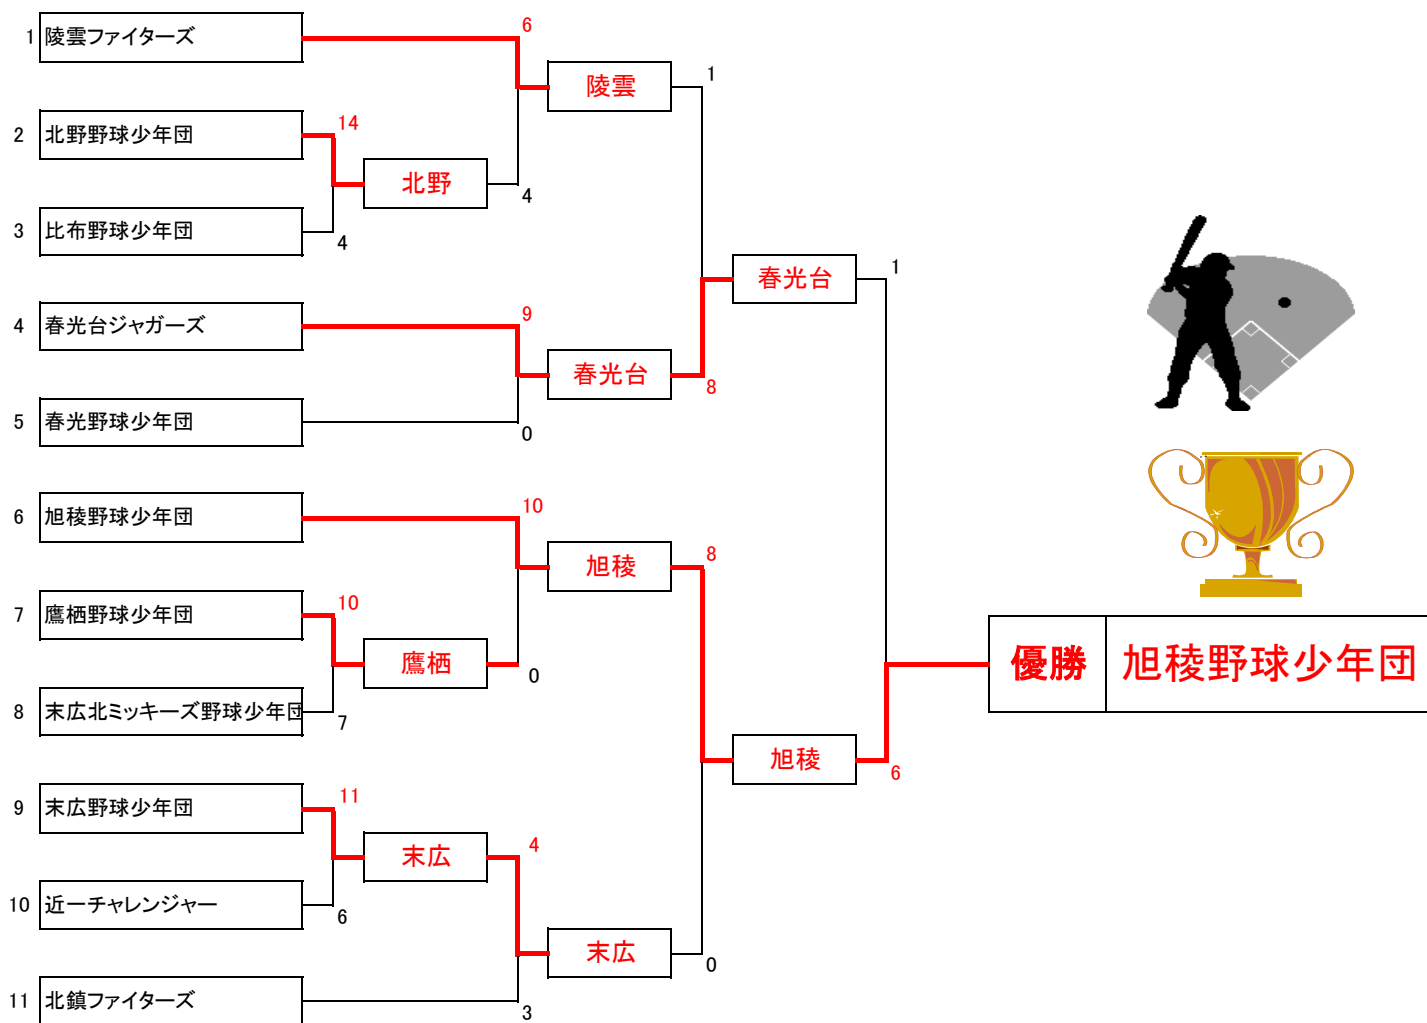 6
1 陵雲ファイターズ
陵雲
1
2 北野野球少年団
14
北野
4
3 比布野球少年団
4
春光台
1
4 春光台ジャガーズ
9
春光台
8
5 春光野球少年団
0
6 旭稜野球少年団
10
旭稜
8
7 鷹栖野球少年団
10
鷹栖
0
優勝 旭稜野球少年団
8 末広北ミッキーズ野球少年団
7
旭稜
6
9 末広野球少年団
11
末広
4
10 近一チャレンジャー
6
末広
0
11 北鎮ファイターズ
3